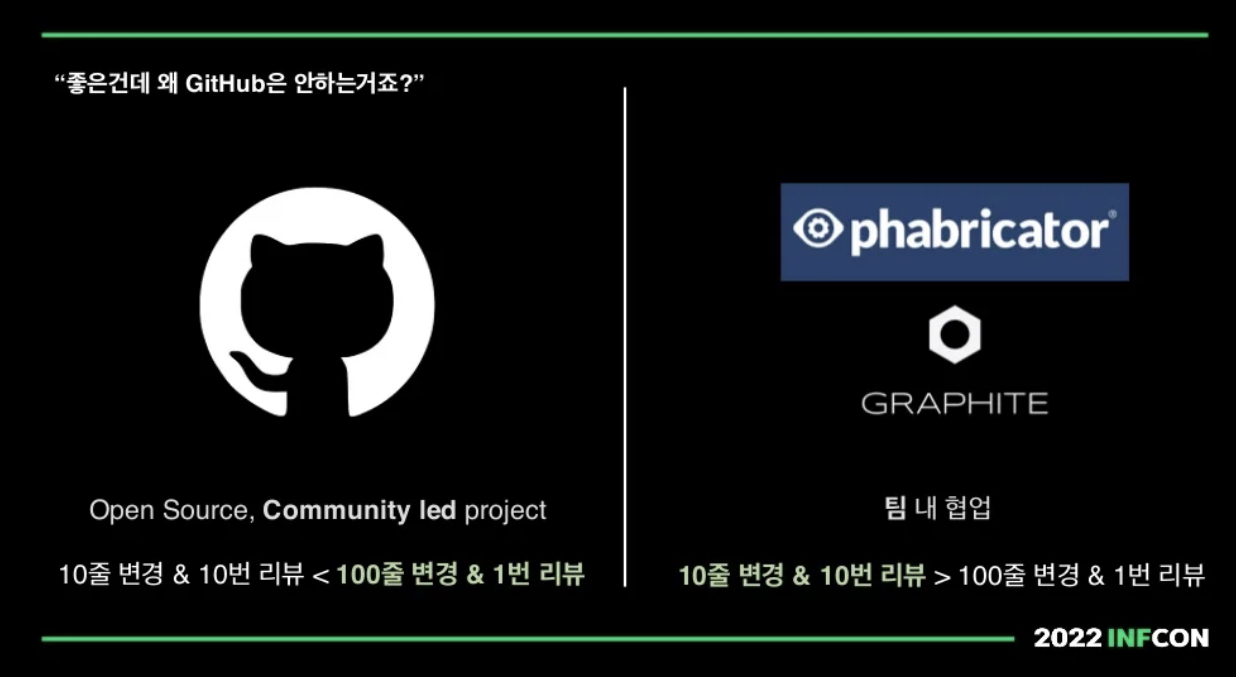 “좋은건데 왜 GitHub은 안하는거죠?”
Open Source, Community led project
10줄 변경 & 10번 리뷰 < 100줄 변경 & 1번 리뷰
phabricator®
GRAPHITE
팀 내 협업
10줄 변경 & 10번 리뷰 > 100줄 변경 & 1번 리뷰
2022 INFCON